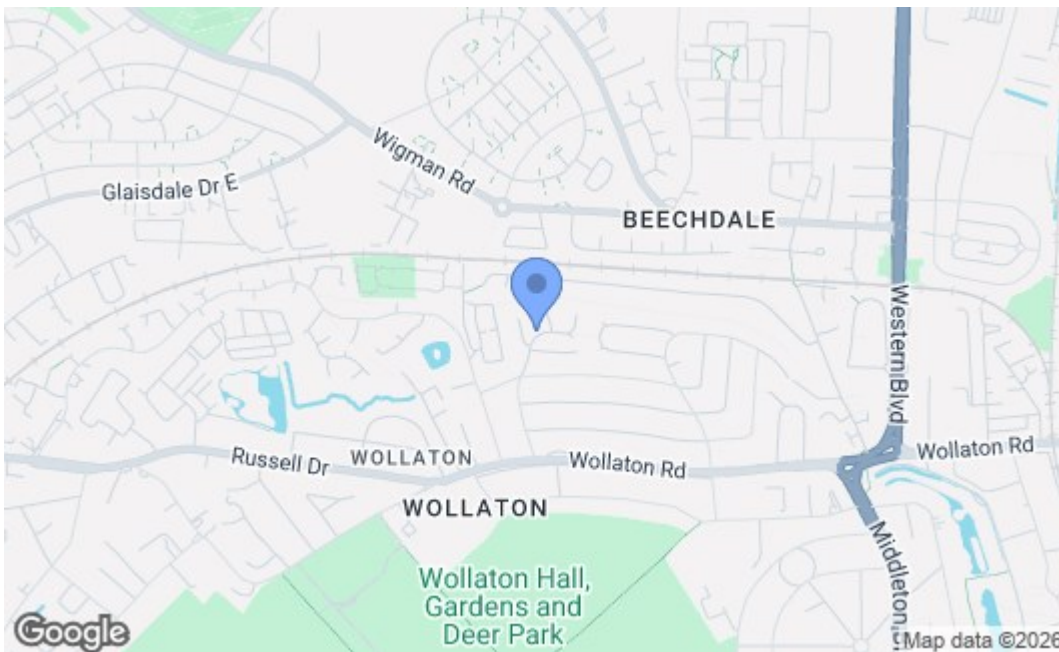 Wigman Rd
Glaisdale Dr E
BEECHDALE
Western Blvd
Russell Dr
WOLLATON
Wollaton Rd
Wollaton Rd
WOLLATON
Middleton
Wollaton Hall,
Gardens and
Deer Park
Google
Map data ©2026